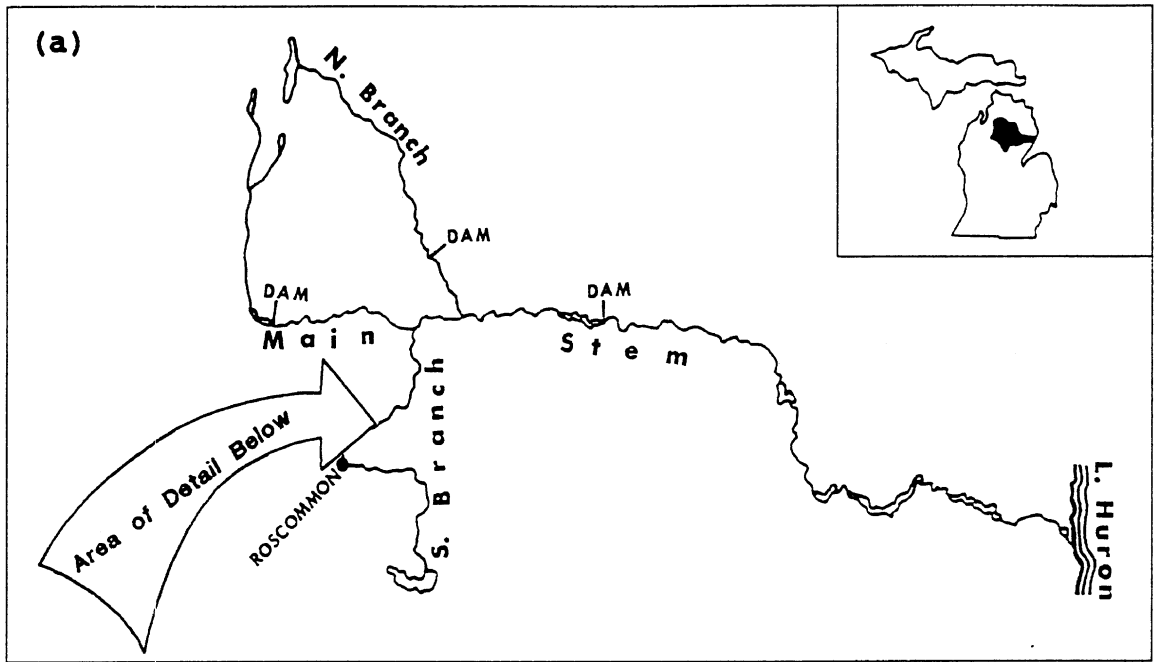 (a)
N. Branch
DAM
DAM
DAM
Main
Stem
S. Branch
Area of Detail Below
ROSCOMMON
L. Huron